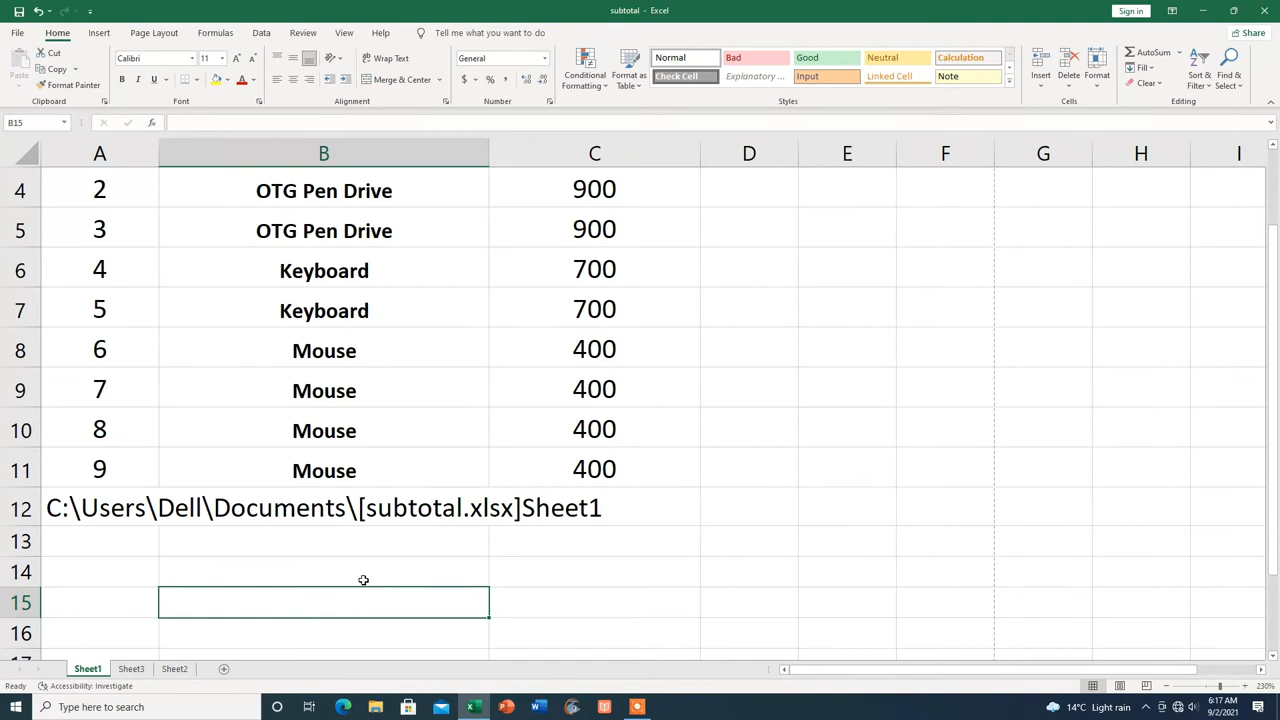 subtotal - Excel
Sign in
File Home Insert Page Layout Formulas Data Review View Help Tell me what you want to do Share
Cut
Copy
Format Painter
Paste
Clipboard
Calibri 11
B I U
Font
Wrap Text
Merge & Center
Alignment
General
$ % ,
Number
Conditional Formatting
Format as Table
Normal Bad Good Neutral Calculation
Check Cell Explanatory ... Input Linked Cell Note
Styles
Insert Delete Format
Cells
AutoSum
Fill
Clear
Sort & Filter
Find & Select
Editing
B15 fx
A B C D E F G H I
4 2 OTG Pen Drive 900
5 3 OTG Pen Drive 900
6 4 Keyboard 700
7 5 Keyboard 700
8 6 Mouse 400
9 7 Mouse 400
10 8 Mouse 400
11 9 Mouse 400
12 C:\Users\Dell\Documents\[subtotal.xlsx]Sheet1
13
14
15
16
17
Sheet1 Sheet3 Sheet2
Ready Accessibility: Investigate 230%
Type here to search
14°C Light rain
6:17 AM
9/2/2021